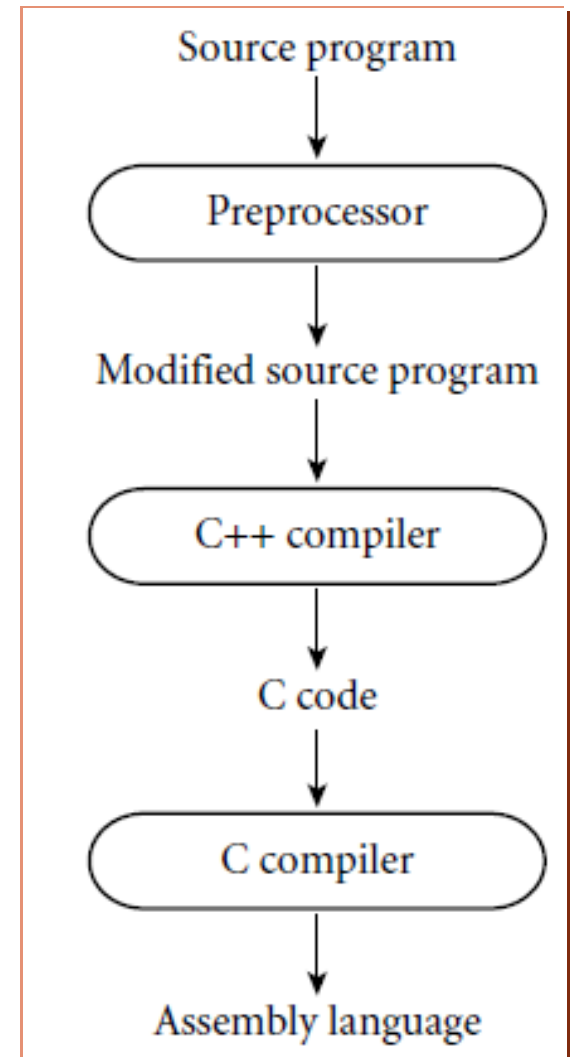 Source program
Preprocessor
Modified source program
C++ compiler
C code
C compiler
Assembly language